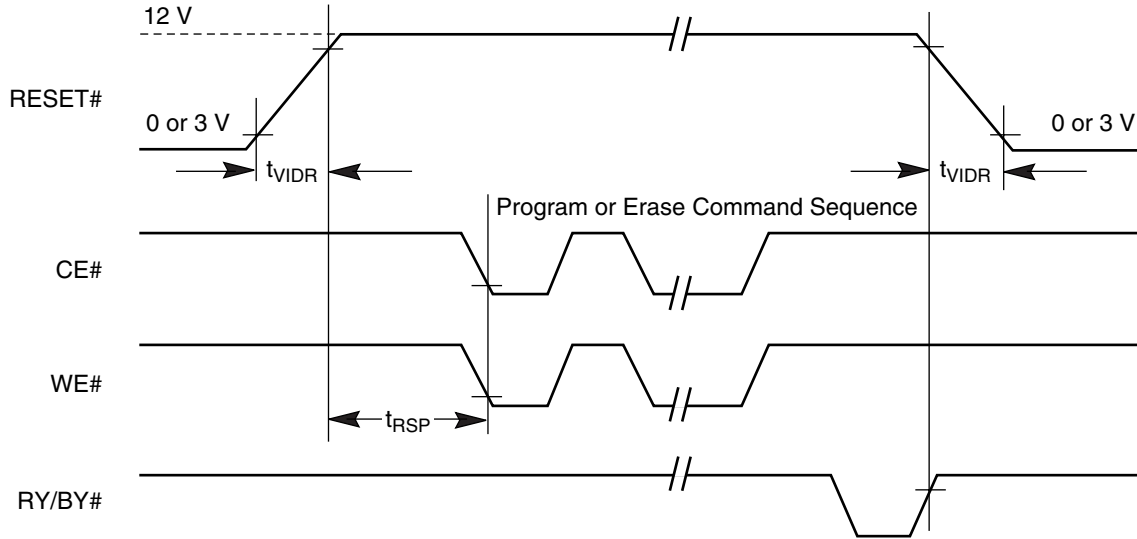 12 V
RESET#
0 or 3 V
0 or 3 V
tVIDR
tVIDR
Program or Erase Command Sequence
CE#
WE#
tRSP
RY/BY#